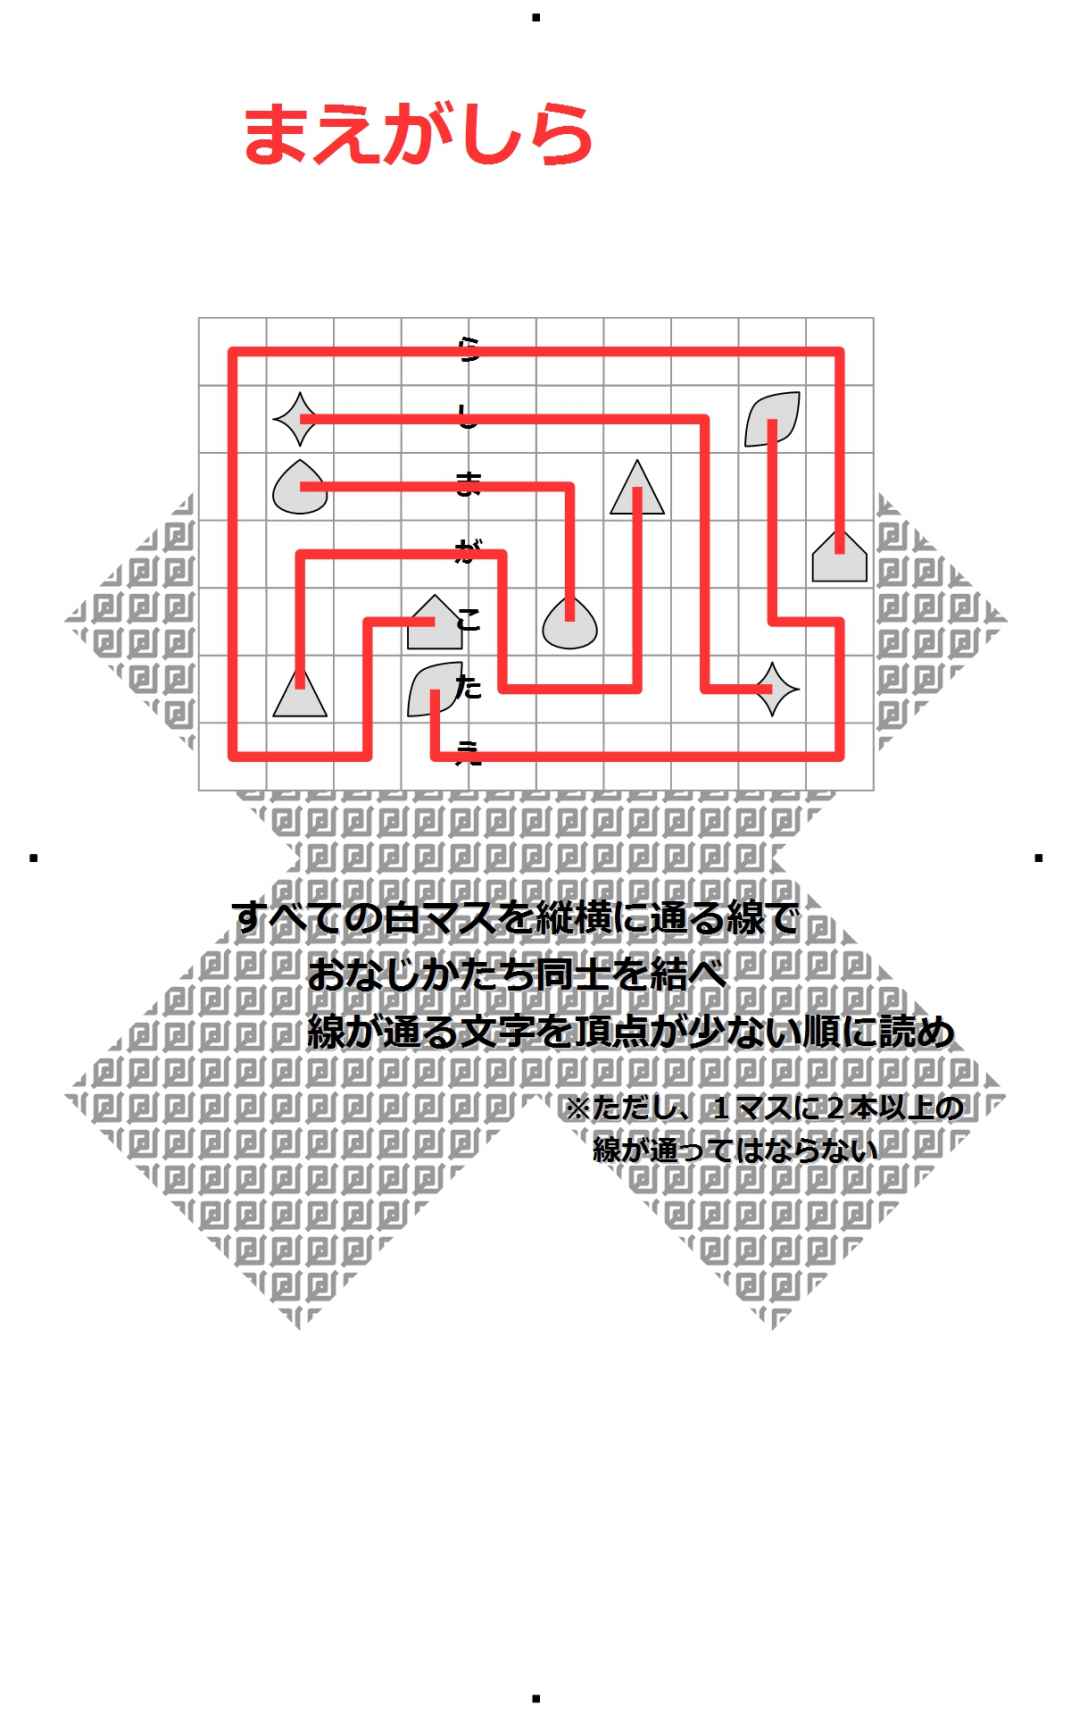 まえがしら
ら
し
ま
が
こ
た
え
すべての白マスを縦横に通る線で
おなじかたち同士を結べ
線が通る文字を頂点が少ない順に読め
※ただし、１マスに２本以上の
線が通ってはならない